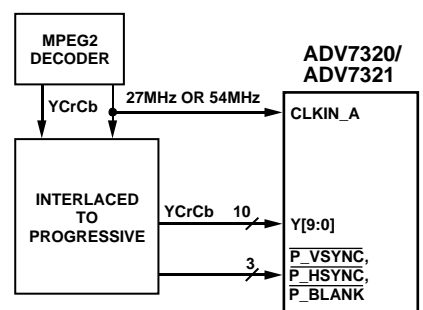 MPEG2
DECODER
ADV7320/
ADV7321
YCrCb
27MHz OR 54MHz
CLKIN_A
INTERLACED
TO
PROGRESSIVE
YCrCb
10
Y[9:0]
3
P_VSYNC,
P_HSYNC,
P_BLANK